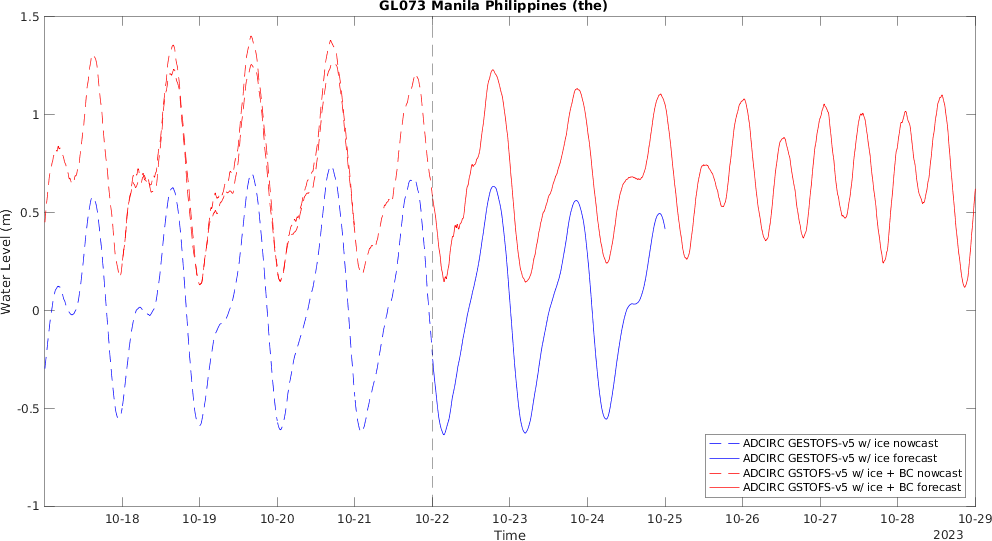 GL073 Manila Philippines (the)
1.5
1
0.5
0
-0.5
-1
Water Level (m)
10-18
10-19
10-20
10-21
10-22
10-23
10-24
10-25
10-26
10-27
10-28
10-29
Time
2023
ADCIRC GESTOFS-v5 w/ ice nowcast
ADCIRC GESTOFS-v5 w/ ice forecast
ADCIRC GSTOFS-v5 w/ ice + BC nowcast
ADCIRC GSTOFS-v5 w/ ice + BC forecast